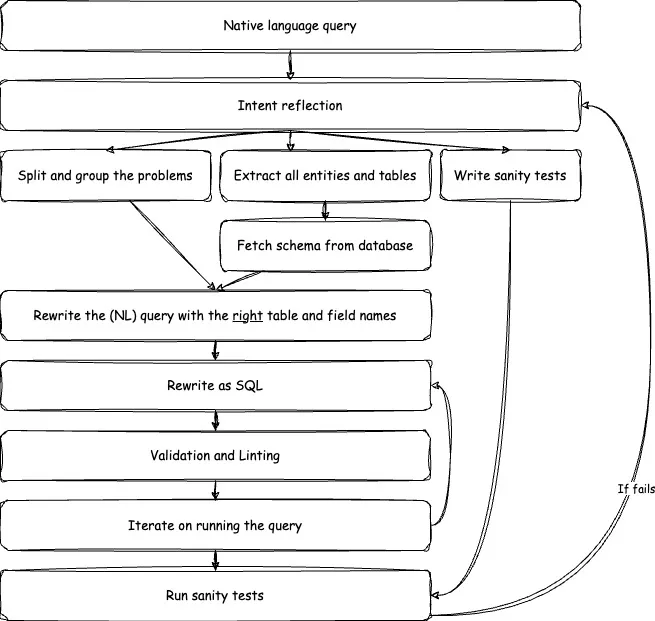 Native language query
Intent reflection
Split and group the problems
Extract all entities and tables
Write sanity tests
Fetch schema from database
Rewrite the (NL) query with the right table and field names
Rewrite as SQL
Validation and Linting
Iterate on running the query
If fails
Run sanity tests